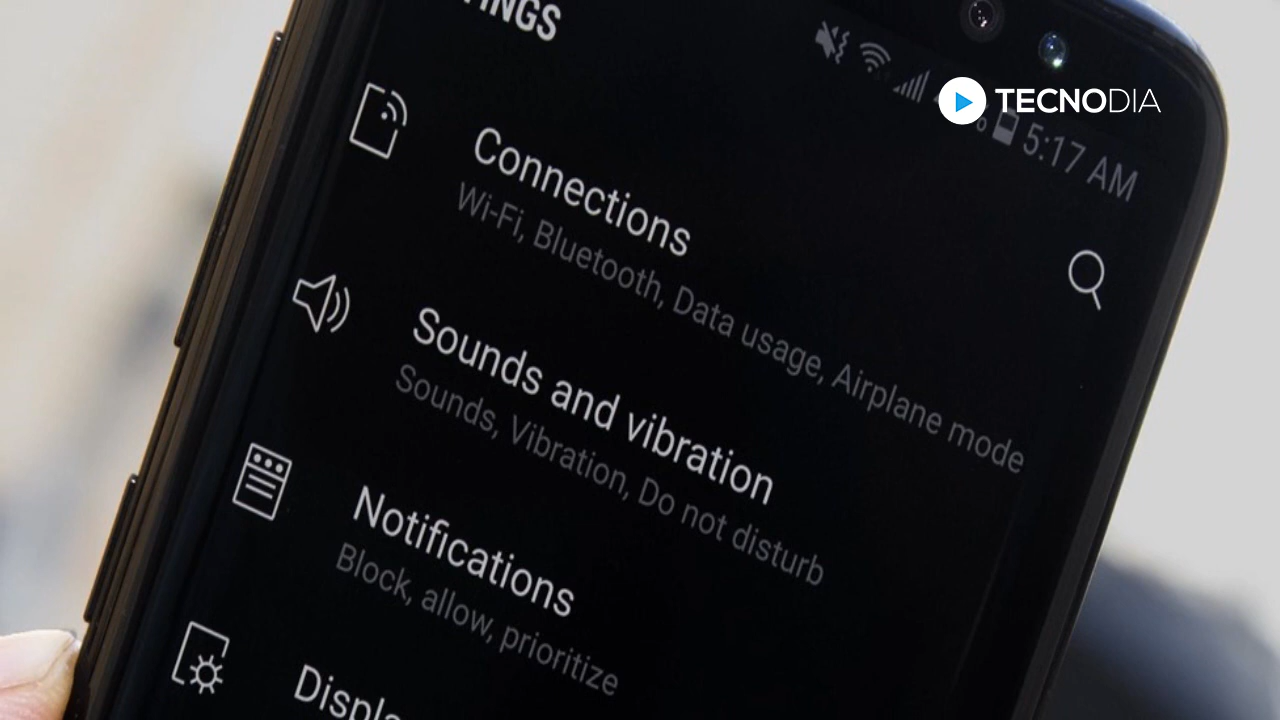 TECNODIA
5:17 AM
Connections
Wi-Fi, Bluetooth, Data usage, Airplane mode
Sounds and vibration
Sounds, Vibration, Do not disturb
Notifications
Block, allow, prioritize